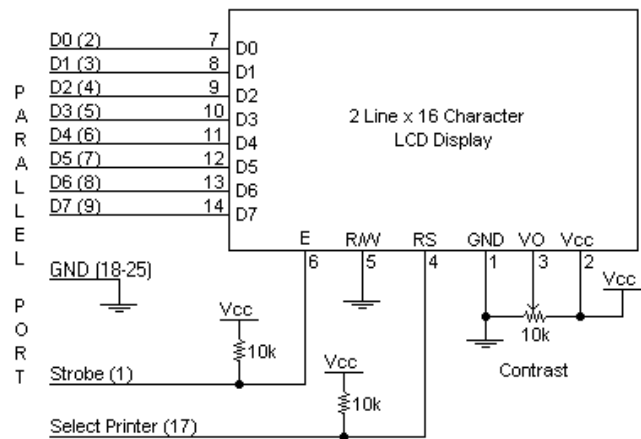 PARALLEL PORT
D0 (2) 7 D0
D1 (3) 8 D1
D2 (4) 9 D2
D3 (5) 10 D3
D4 (6) 11 D4
D5 (7) 12 D5
D6 (8) 13 D6
D7 (9) 14 D7
2 Line x 16 Character
LCD Display
E R/W RS GND VO Vcc
6 5 4 1 3 2
GND (18-25)
Vcc
Vcc
10k
10k
Contrast
Vcc
10k
Strobe (1)
Select Printer (17)